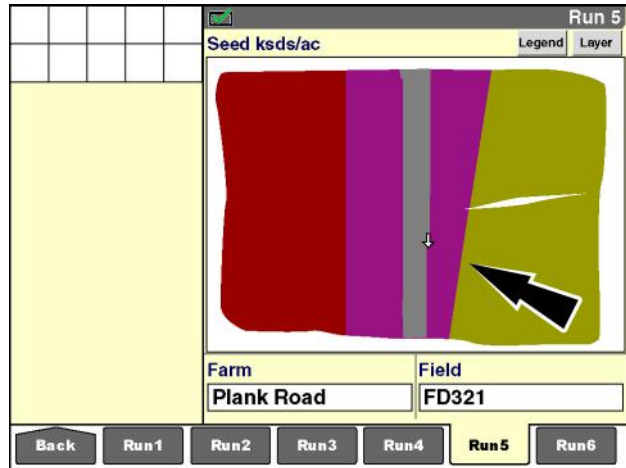 Run 5
Seed ksds/ac
Legend
Layer
Farm
Field
Plank Road
FD321
Back
Run1
Run2
Run3
Run4
Run5
Run6